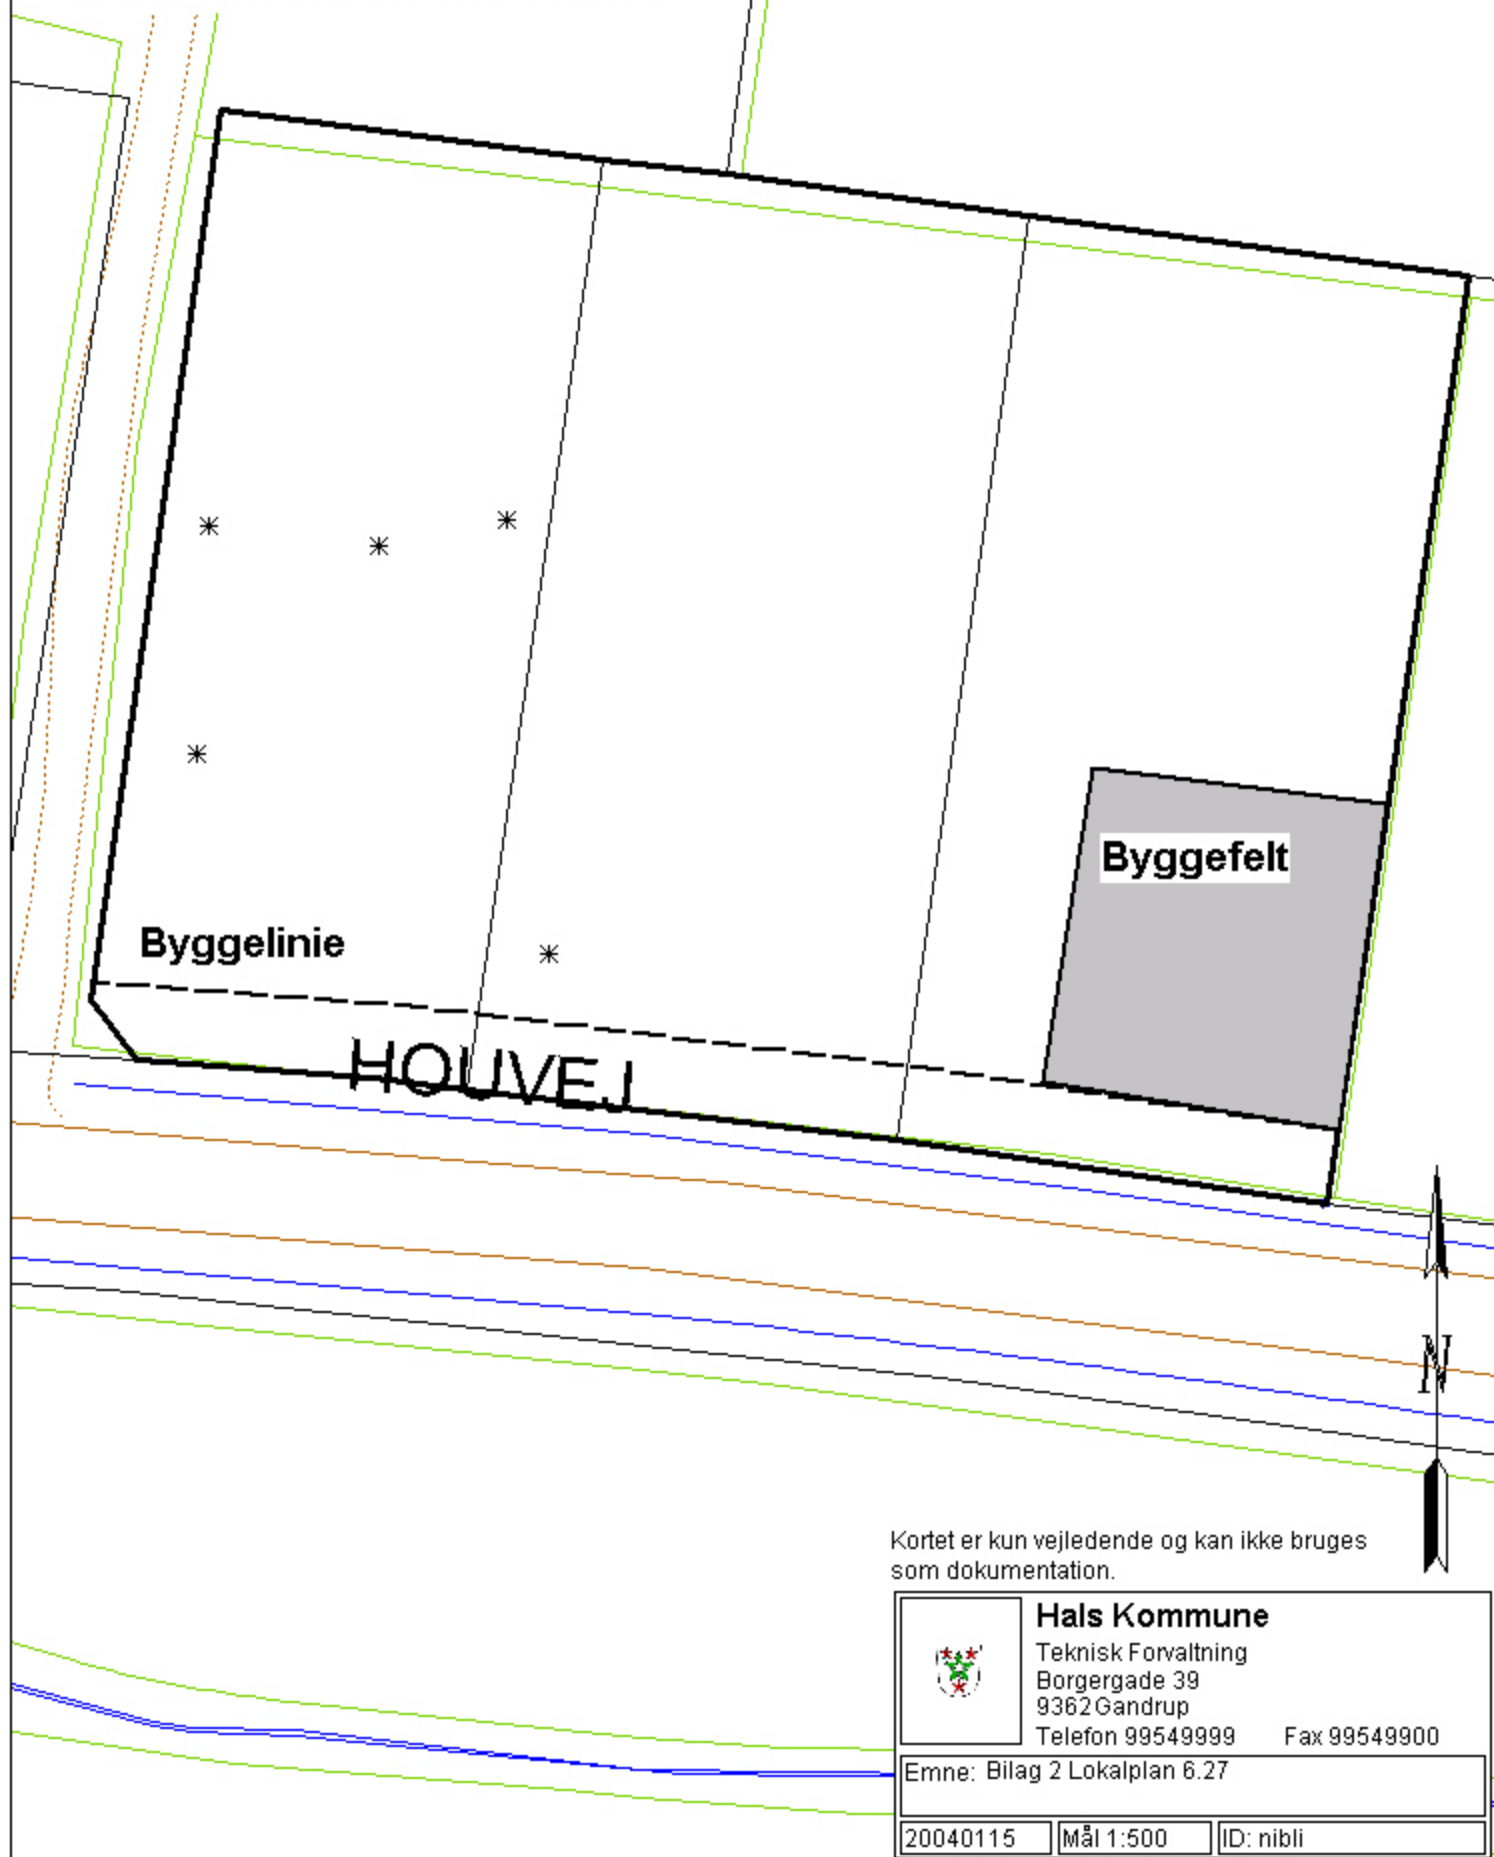 Byggefelt
Byggelinie
HOUVEJ
N
Kortet er kun vejledende og kan ikke bruges
som dokumentation.
Hals Kommune
Teknisk Forvaltning
Borgergade 39
9362 Gandrup
Telefon 99549999 Fax 99549900
Emne: Bilag 2 Lokalplan 6.27
20040115 Mål 1:500 ID: nibli